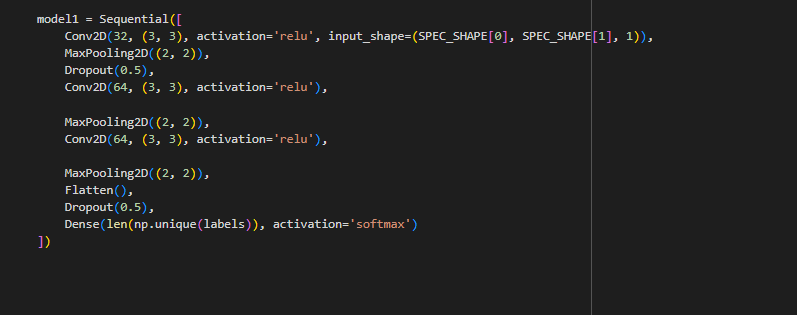 model1 = Sequential([
    Conv2D(32, (3, 3), activation='relu', input_shape=(SPEC_SHAPE[0], SPEC_SHAPE[1], 1)),
    MaxPooling2D((2, 2)),
    Dropout(0.5),
    Conv2D(64, (3, 3), activation='relu'),
    MaxPooling2D((2, 2)),
    Conv2D(64, (3, 3), activation='relu'),
    MaxPooling2D((2, 2)),
    Flatten(),
    Dropout(0.5),
    Dense(len(np.unique(labels)), activation='softmax')
])